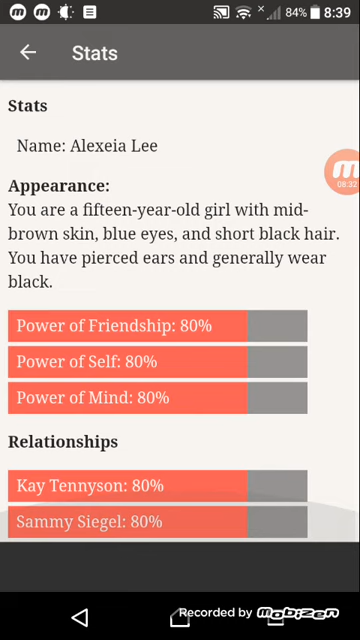 84% 8:39
Stats
Stats
Name: Alexeia Lee
08:32
Appearance:
You are a fifteen-year-old girl with mid-
brown skin, blue eyes, and short black hair.
You have pierced ears and generally wear
black.
Power of Friendship: 80%
Power of Self: 80%
Power of Mind: 80%
Relationships
Kay Tennyson: 80%
Sammy Siegel: 80%
Recorded by mobizen